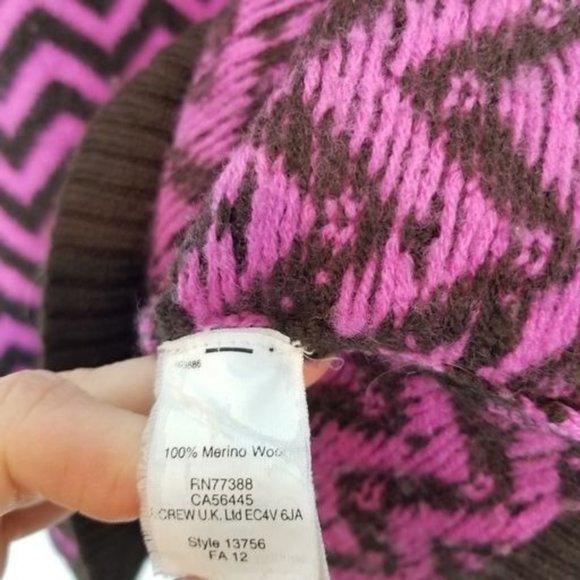 100% Merino Wool
RN77388
CA56445
CREW U.K. Ltd EC4V 6JA
Style 13756
FA 12